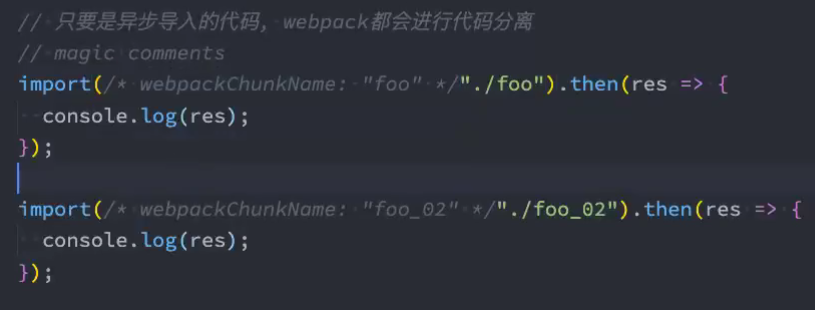 // 只要是异步导入的代码, webpack都会进行代码分离
// magic comments
import(/* webpackChunkName: "foo" */"./foo").then(res => {
  console.log(res);
});
import(/* webpackChunkName: "foo_02" */"./foo_02").then(res => {
  console.log(res);
});